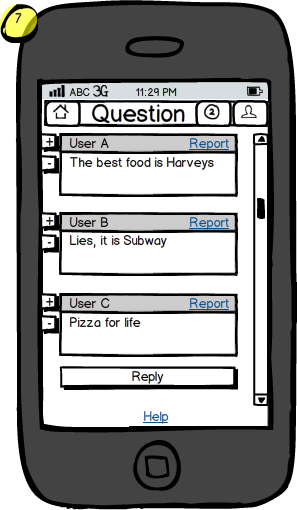 7
ABC 3G 11:29 PM
Question 2
+ User A Report
- The best food is Harveys
+ User B Report
- Lies, it is Subway
+ User C Report
- Pizza for life
Reply
Help